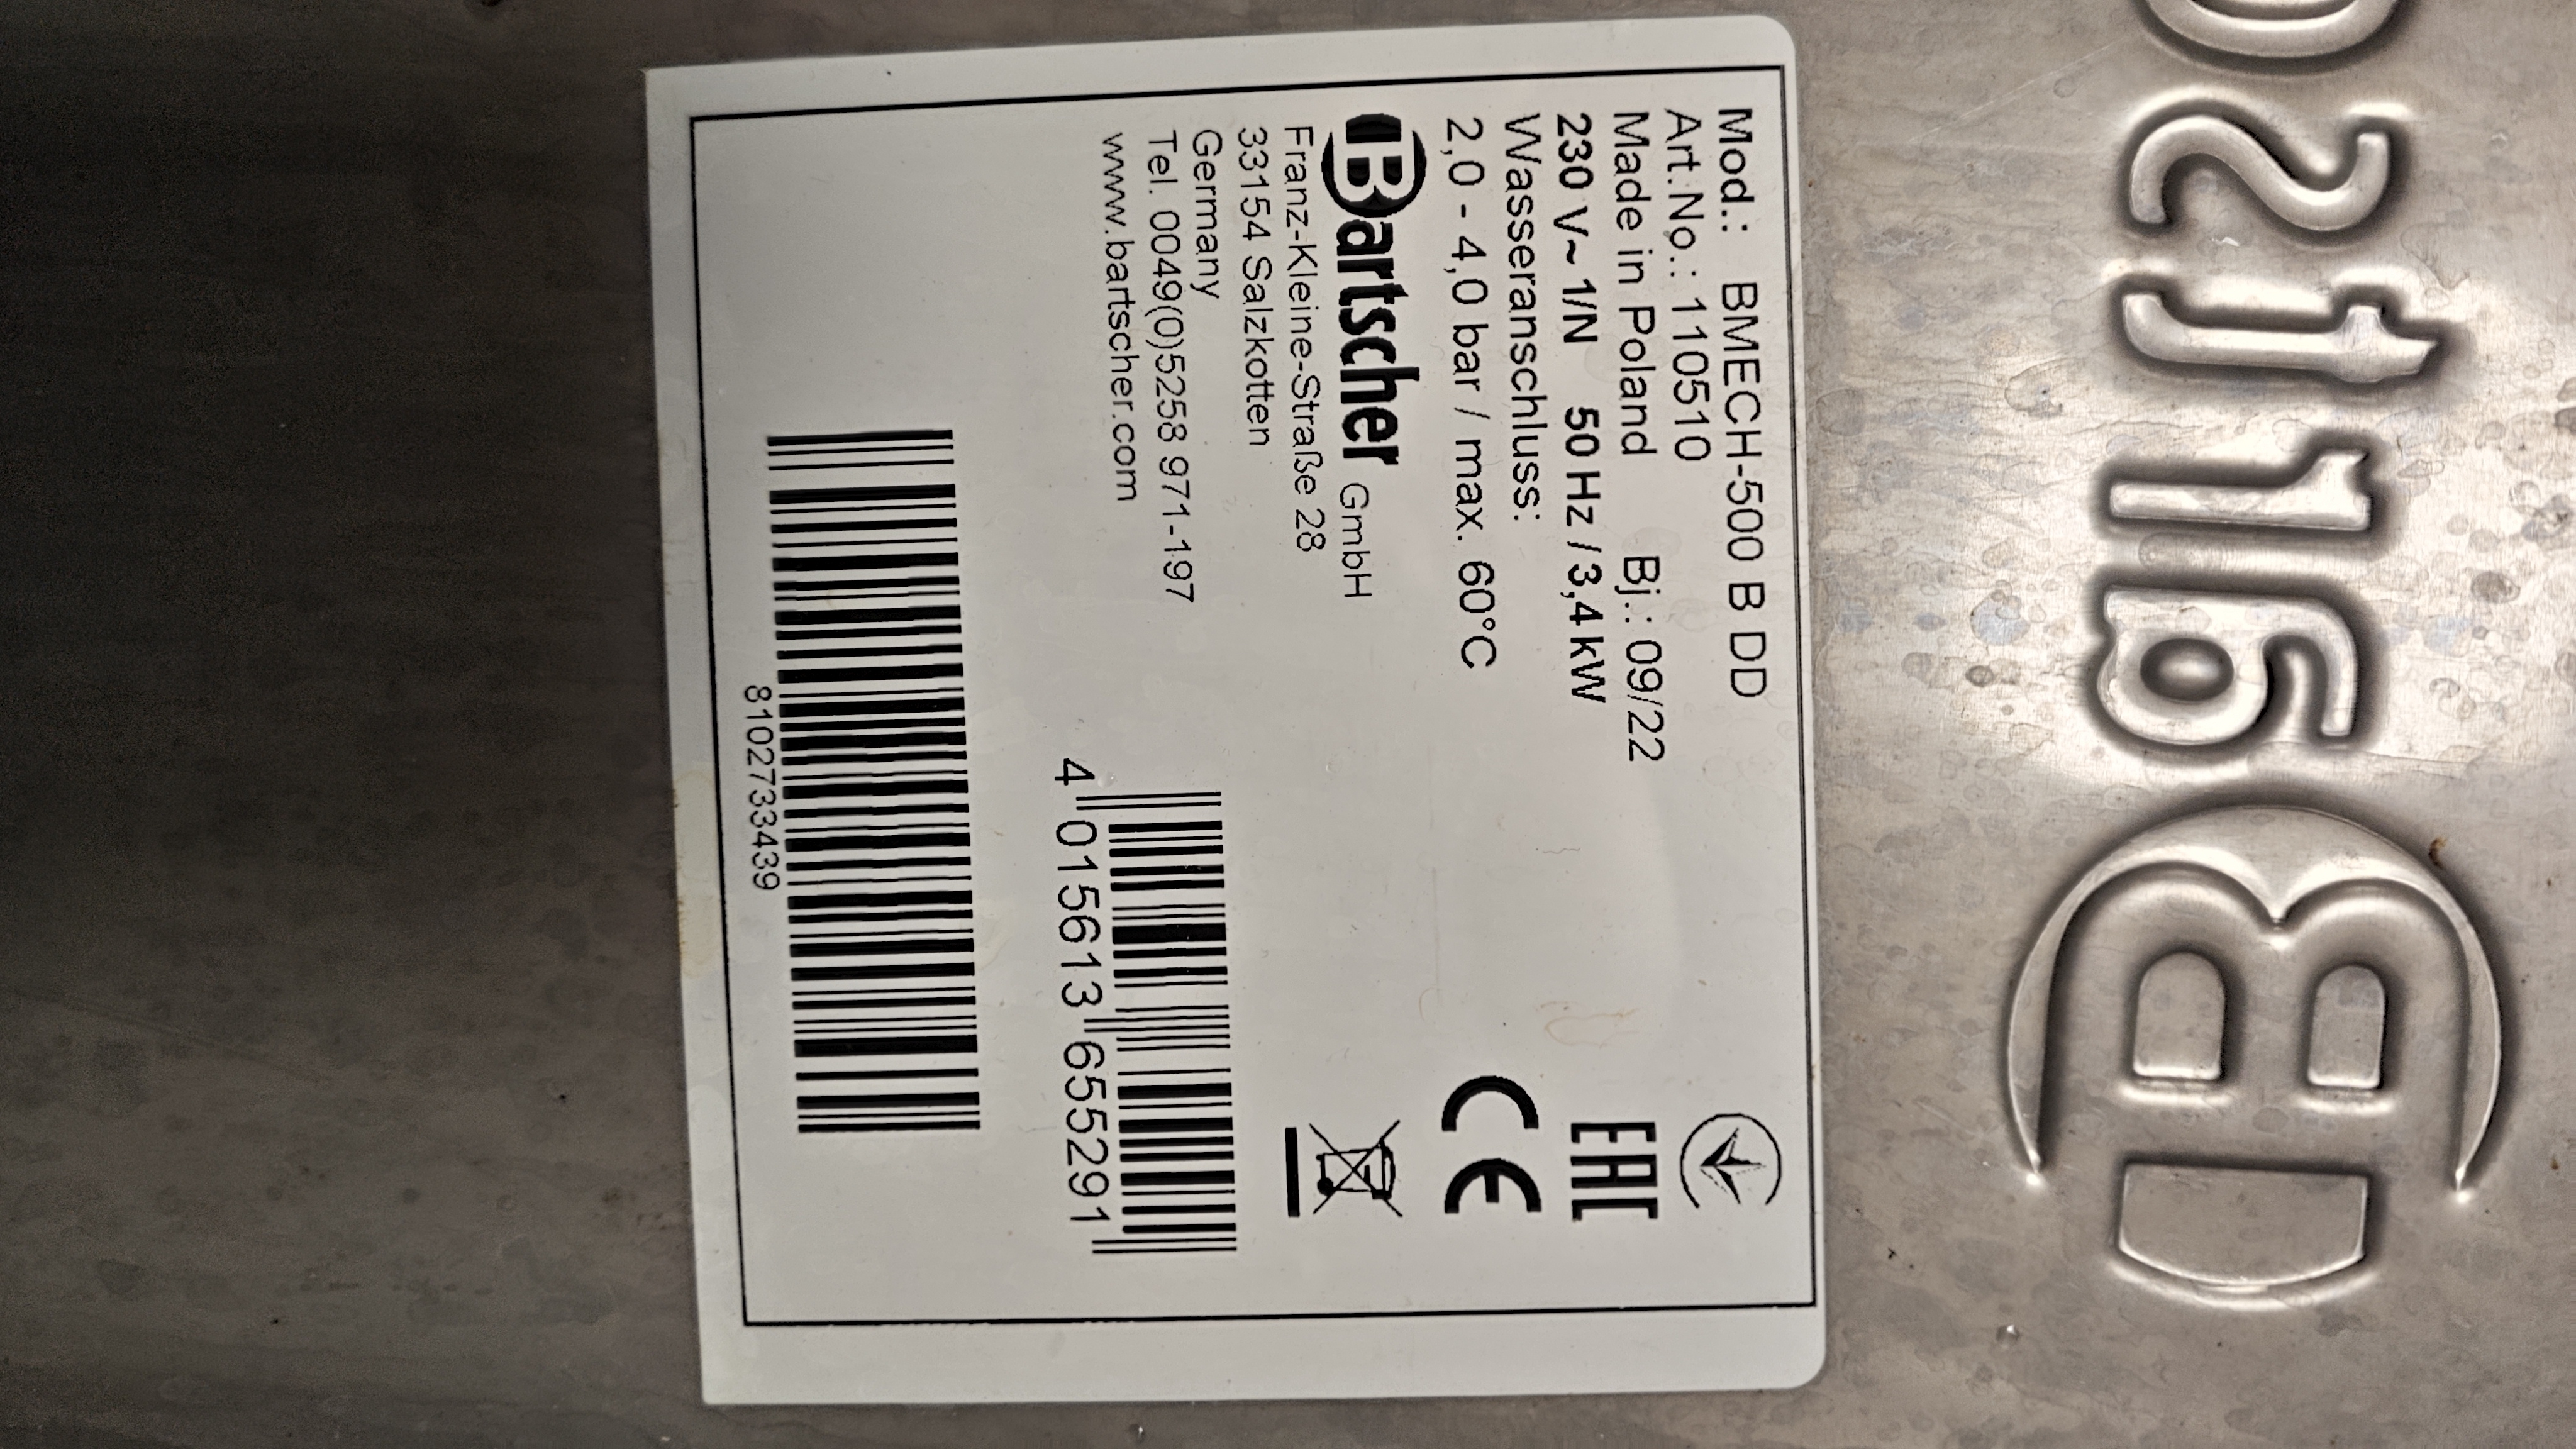 Mod.: BMECH-500 B DD
Art.No.: 110510
Made in Poland Bj.: 09/22
230 V~ 1/N 50 Hz / 3,4 kW
Wasseranschluss:
2,0 - 4,0 bar / max. 60°C
Bartscher GmbH
Franz-Kleine-Straße 28
33154 Salzkotten
Germany
Tel. 0049(0)5258 971-197
www.bartscher.com
EAC
CE
4 015613 655291
810273343​9
B